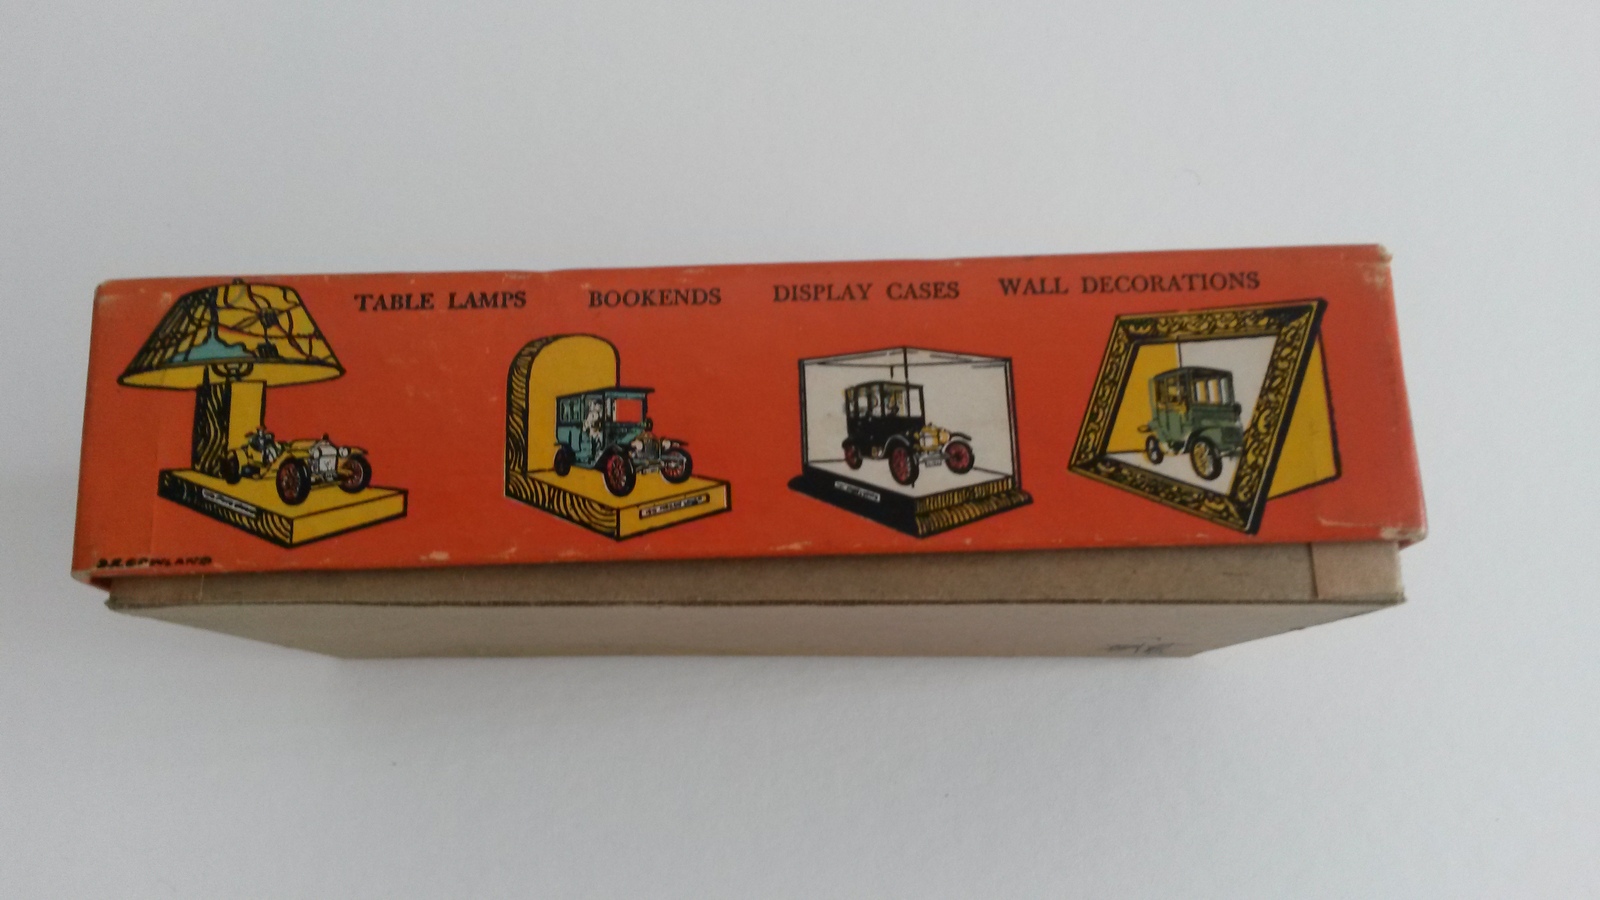 TABLE LAMPS BOOKENDS DISPLAY CASES WALL DECORATIONS